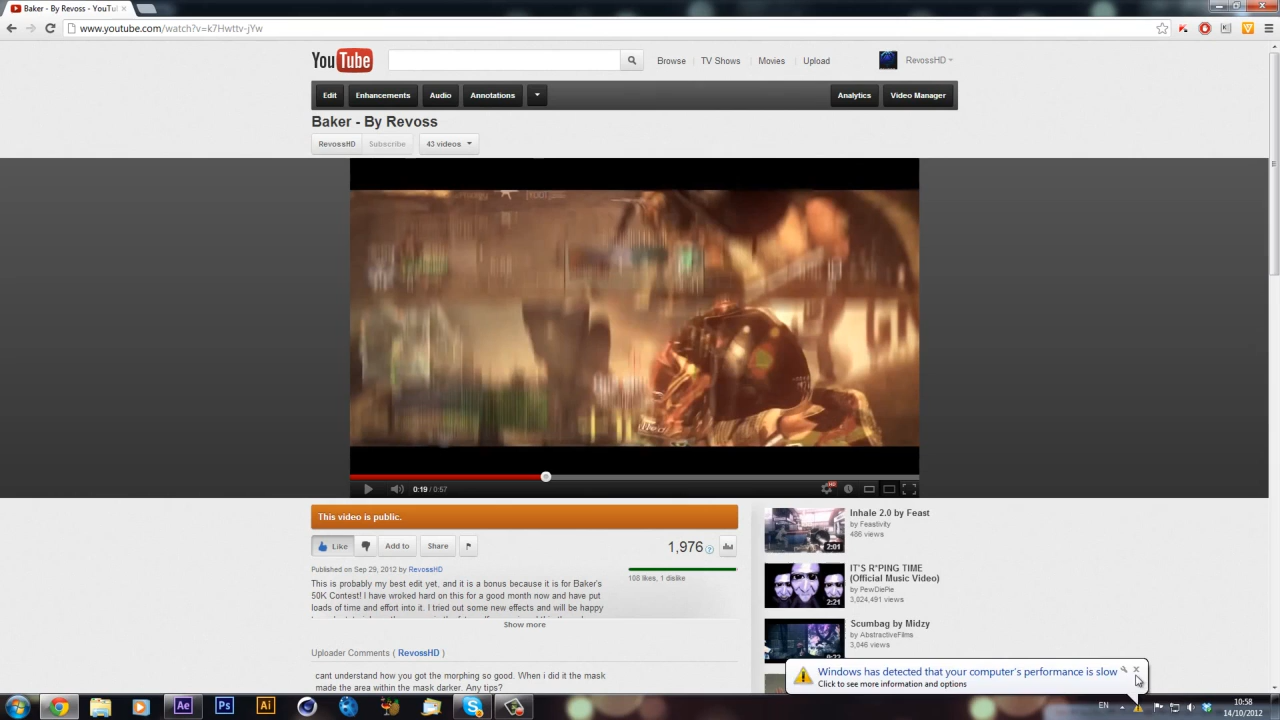 Baker - By Revoss - YouTu
www.youtube.com/watch?v=k7Hwttv-jYw
YouTube
Browse TV Shows Movies Upload RevossHD
Edit Enhancements Audio Annotations Analytics Video Manager
Baker - By Revoss
RevossHD Subscribe 43 videos
0:19 / 0:57
This video is public.
Like Add to Share 1,976
Published on Sep 29, 2012 by RevossHD
108 likes, 1 dislike
This is probably my best edit yet, and it is a bonus because it is for Baker's
50K Contest! I have wroked hard on this for a good month now and have put
loads of time and effort into it. I tried out some new effects and will be happy
Show more
Uploader Comments ( RevossHD )
cant understand how you got the morphing so good. When i did it the mask
made the area within the mask darker. Any tips?
Inhale 2.0 by Feast
by Feastivity
486 views
2:01
IT'S R*PING TIME
(Official Music Video)
by PewDiePie
3,024,491 views
2:21
Scumbag by Midzy
by AbstractiveFilms
3,046 views
Windows has detected that your computer's performance is slow
Click to see more information and options
Ae Ps Ai
EN
10:58
14/10/2012